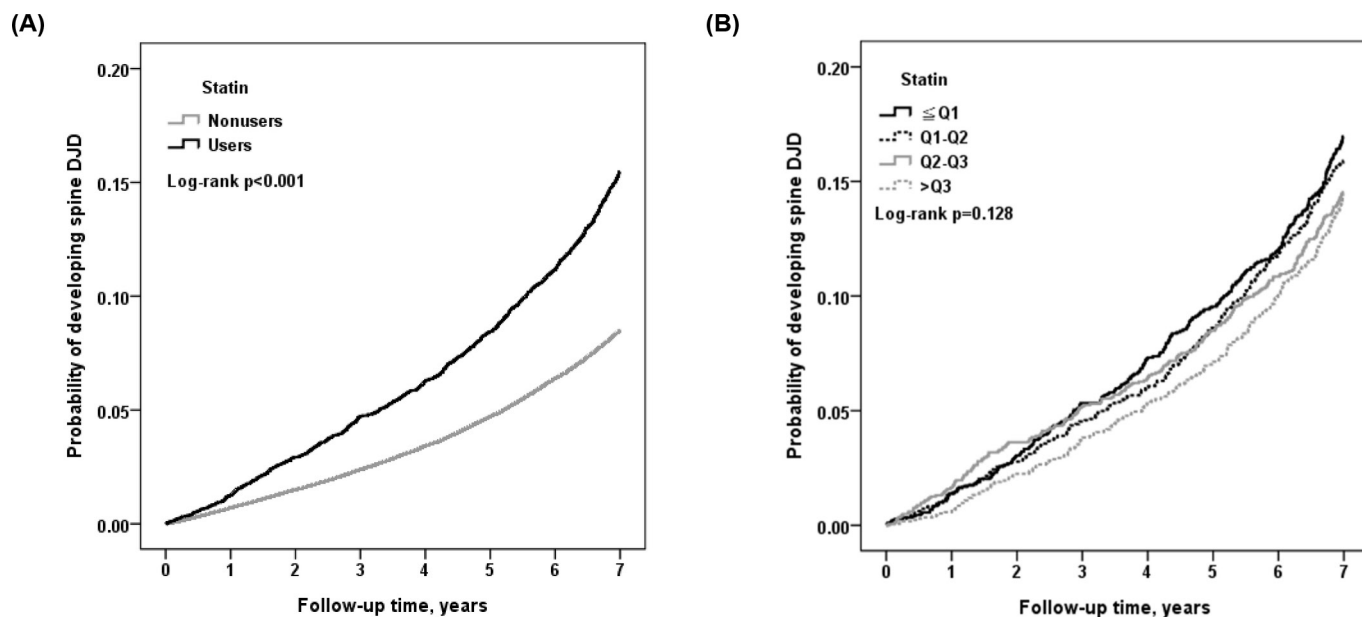 (A)
0.20
0.15
0.10
0.05
0.00
Probability of developing spine DJD
Statin
Nonusers
Users
Log-rank p<0.001
0 1 2 3 4 5 6 7
Follow-up time, years
(B)
0.20
0.15
0.10
0.05
0.00
Probability of developing spine DJD
Statin
≦Q1
Q1-Q2
Q2-Q3
>Q3
Log-rank p=0.128
0 1 2 3 4 5 6 7
Follow-up time, years